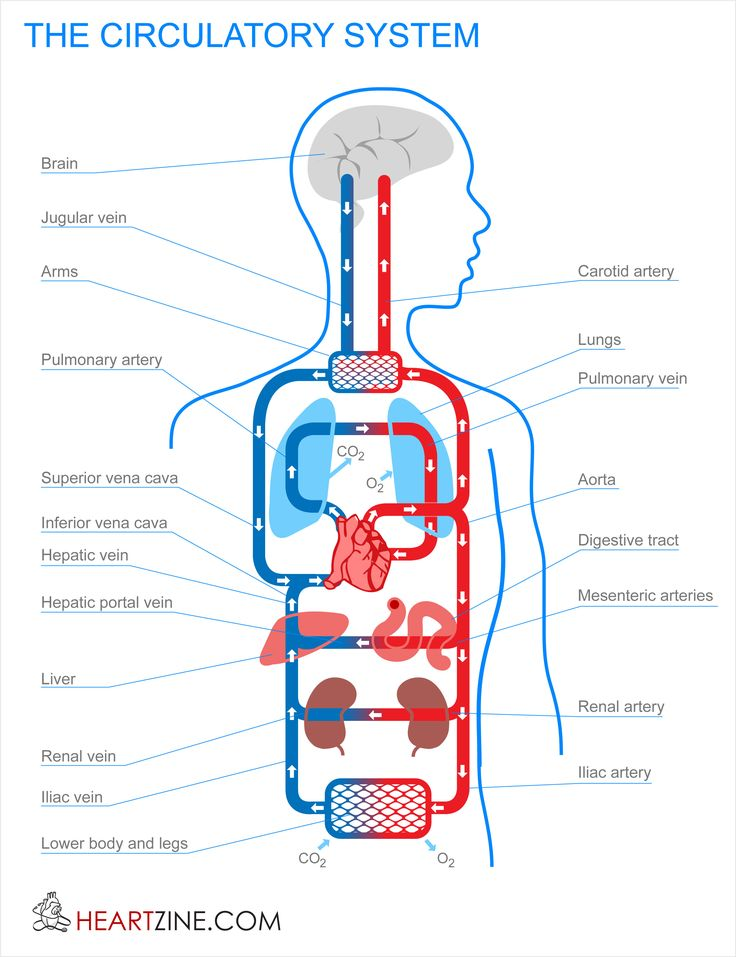 THE CIRCULATORY SYSTEM
Brain
Jugular vein
Arms
Pulmonary artery
Superior vena cava
Inferior vena cava
Hepatic vein
Hepatic portal vein
Liver
Renal vein
Iliac vein
Lower body and legs
Carotid artery
Lungs
Pulmonary vein
Aorta
Digestive tract
Mesenteric arteries
Renal artery
Iliac artery
CO2
O2
CO2
O2
HEARTZINE.COM